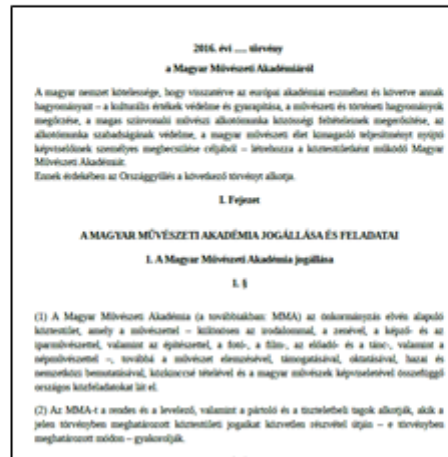 2016. évi ..... törvény
a Magyar Művészeti Akadémiáról
A magyar nemzet kötelessége, hogy visszatérve az európai akadémiai eszméhez és követve annak
hagyományait – a kulturális értékek védelme és gyarapítása, a művészeti és történeti hagyományok
megőrzése, a magas színvonalú művészi alkotómunka közösségi feltételeinek megerősítése, az
alkotómunka szabadságának védelme, a magyar művészeti élet kimagasló teljesítményt nyújtó
képviselőinek személyes megbecsülése céljából – létrehozza a köztestületként működő Magyar
Művészeti Akadémiát.
Ennek érdekében az Országgyűlés a következő törvényt alkotja.
I. Fejezet
A MAGYAR MŰVÉSZETI AKADÉMIA JOGÁLLÁSA ÉS FELADATAI
1. A Magyar Művészeti Akadémia jogállása
1. §
(1) A Magyar Művészeti Akadémia (a továbbiakban: MMA) az önkormányzás elvén alapuló
köztestület, amely a művészettel – különösen az irodalommal, a zenével, a képző- és az
iparművészettel, valamint az építészettel, a fotó-, a film-, az előadó- és a tánc-, valamint a
népművészettel –, továbbá a művészet elemzésével, támogatásával, oktatásával, hazai és
nemzetközi bemutatásával, közkinccsé tételével és a magyar művészek képviseletével összefüggő
országos közfeladatokat lát el.
(2) Az MMA-t a rendes és a levelező, valamint a pártoló és a tiszteletbeli tagok alkotják, akik a
jelen törvényben meghatározott köztestületi jogaikat közvetlen részvétel útján – e törvényben
meghatározott módon – gyakorolják.